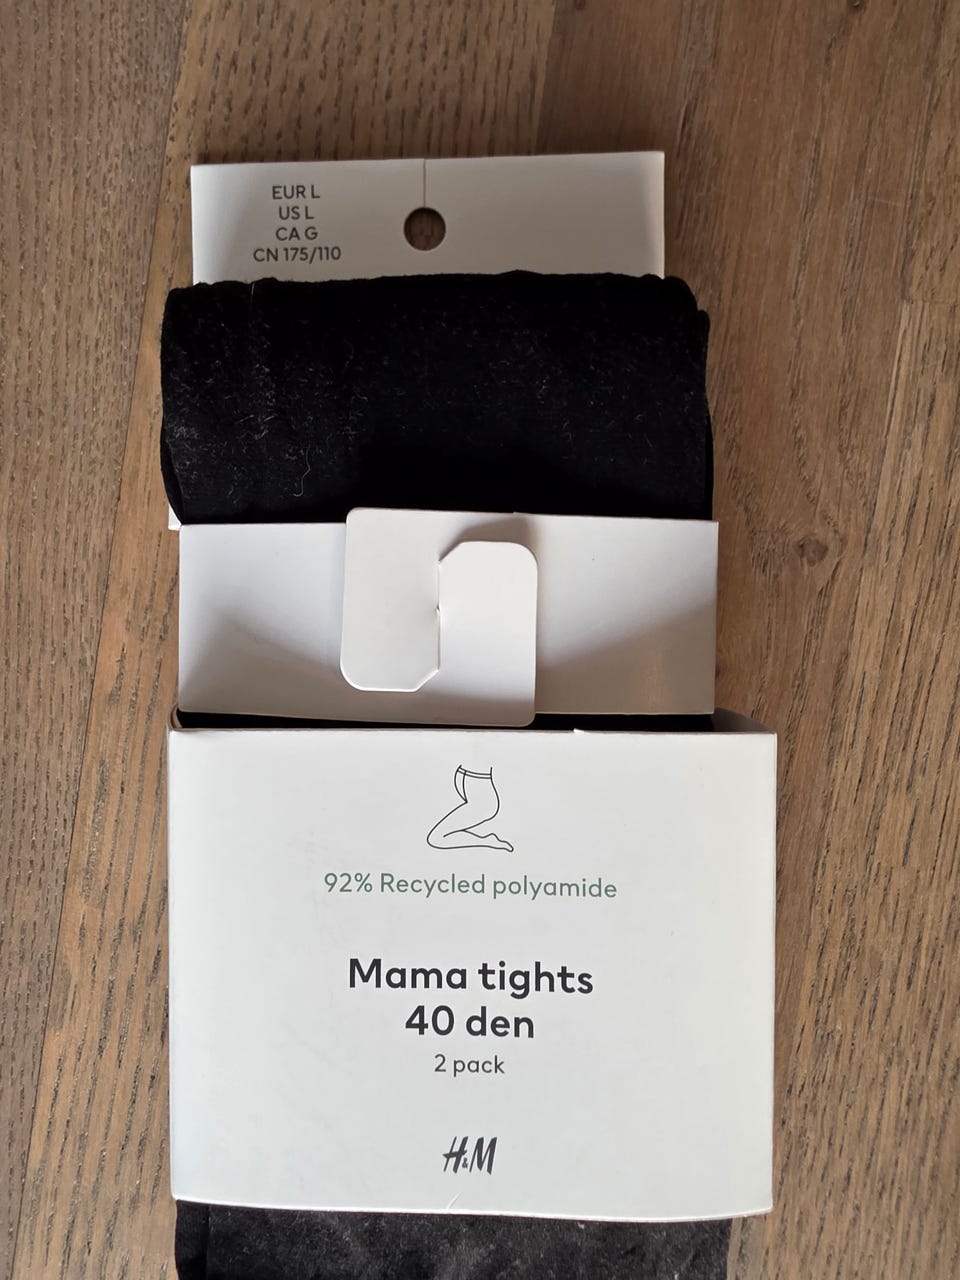 EUR L
US L
CA G
CN 175/110
92% Recycled polyamide
Mama tights
40 den
2 pack
H&M